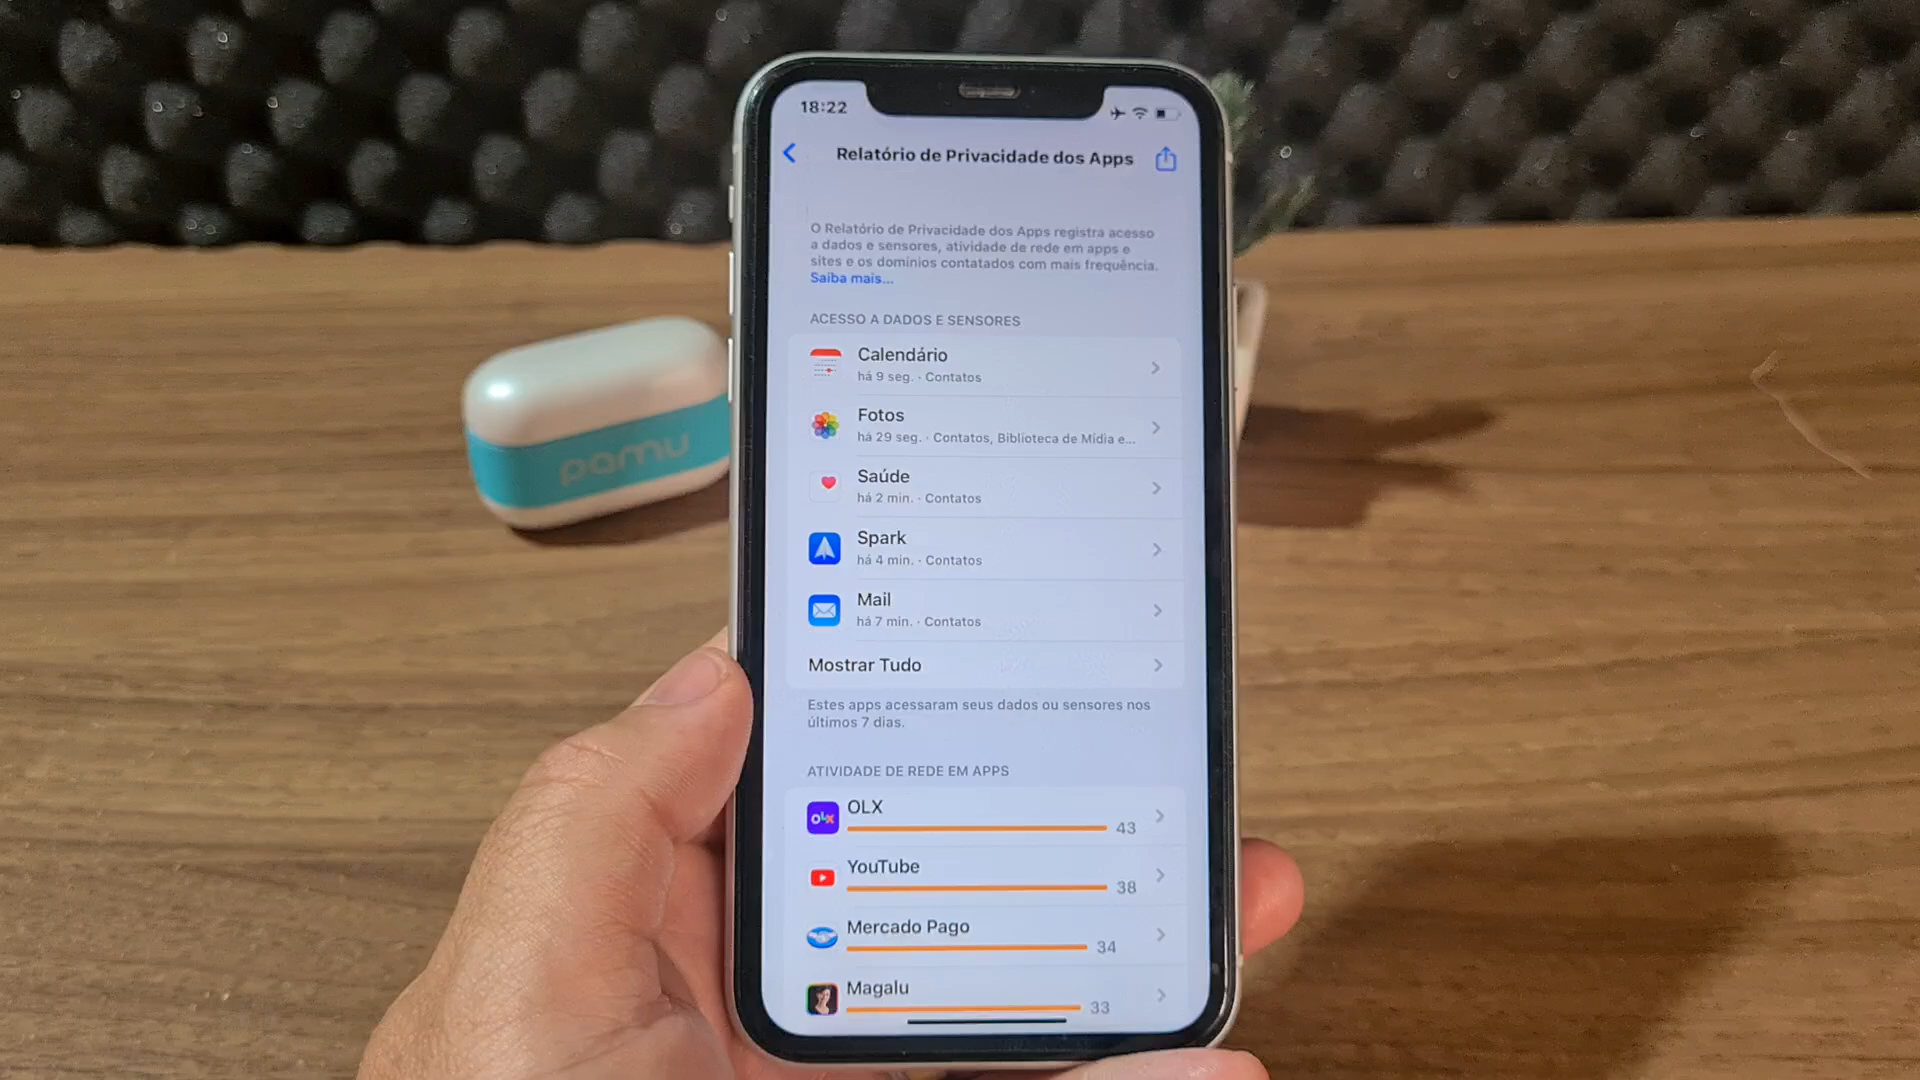 18:22
Relatório de Privacidade dos Apps
O Relatório de Privacidade dos Apps registra acesso
a dados e sensores, atividade de rede em apps e
sites e os domínios contatados com mais frequência.
Saiba mais...
ACESSO A DADOS E SENSORES
Calendário
há 9 seg. · Contatos
Fotos
há 29 seg. · Contatos, Biblioteca de Mídia e...
Saúde
há 2 min. · Contatos
Spark
há 4 min. · Contatos
Mail
há 7 min. · Contatos
Mostrar Tudo
Estes apps acessaram seus dados ou sensores nos
últimos 7 dias.
ATIVIDADE DE REDE EM APPS
OLX
OLX
43
YouTube
38
Mercado Pago
34
Magalu
33
pamu